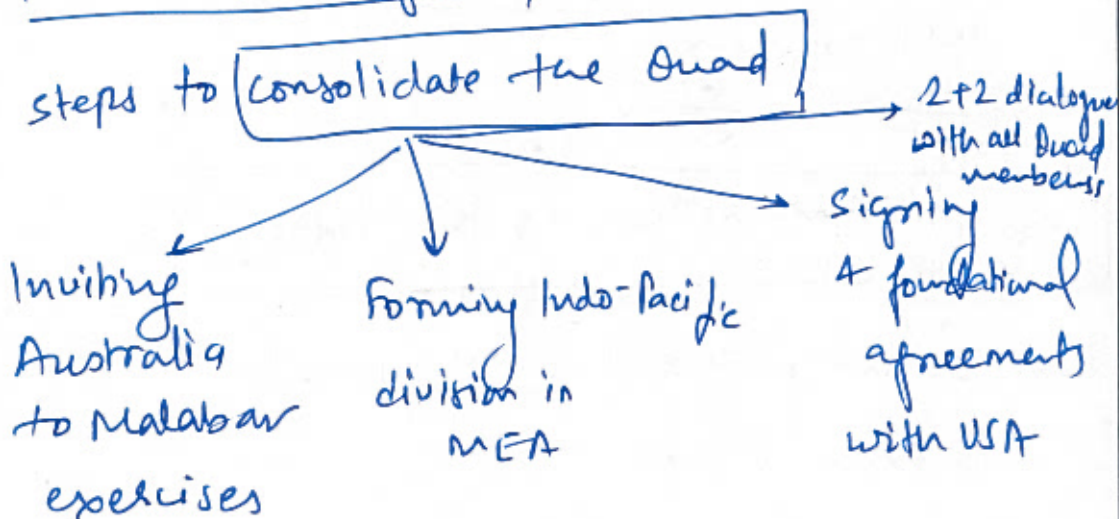 steps to consolidate the Quad
2+2 dialogue
with all Quad
members
Inviting
Australia
to Malabar
exercises
Forming Indo-Pacific
division in
MEA
Signing
4 foundational
agreements
with USA